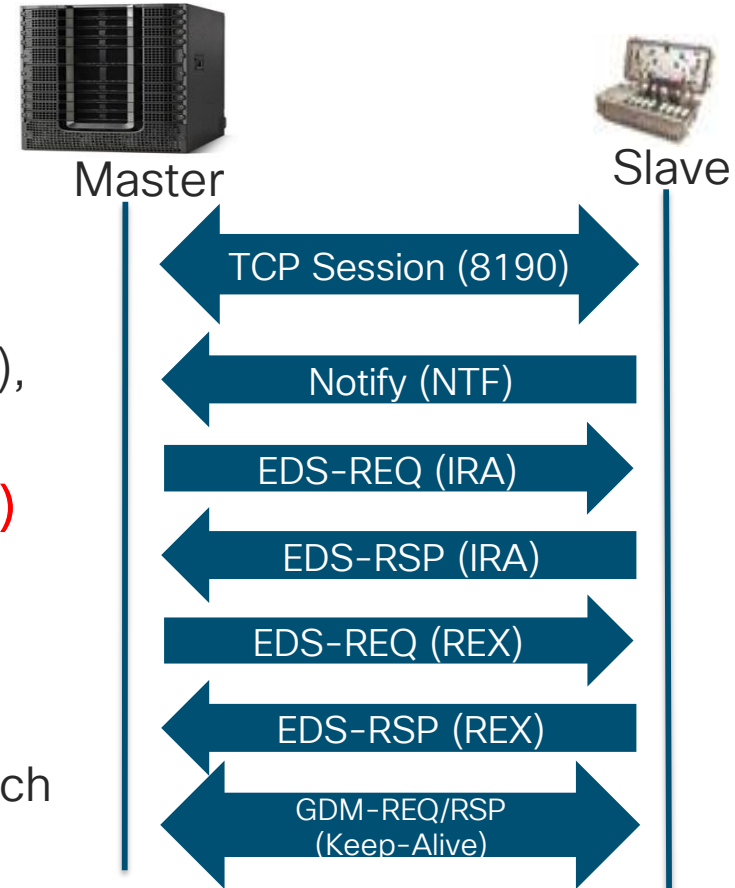 Master
Slave
TCP Session (8190)
),
Notify (NTF)
EDS-REQ (IRA)
)
EDS-RSP (IRA)
EDS-REQ (REX)
EDS-RSP (REX)
ch
GDM-REQ/RSP
(Keep-Alive)